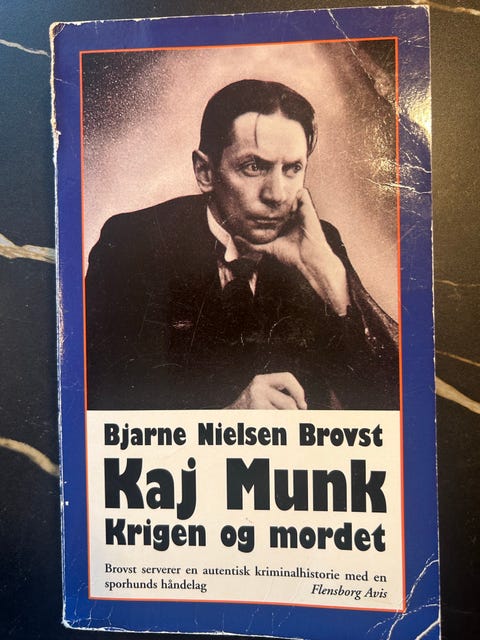 Bjarne Nielsen Brovst
Kaj Munk
Krigen og mordet
Brovst serverer en autentisk kriminalhistorie med en
sporhunds håndelag Flensborg Avis